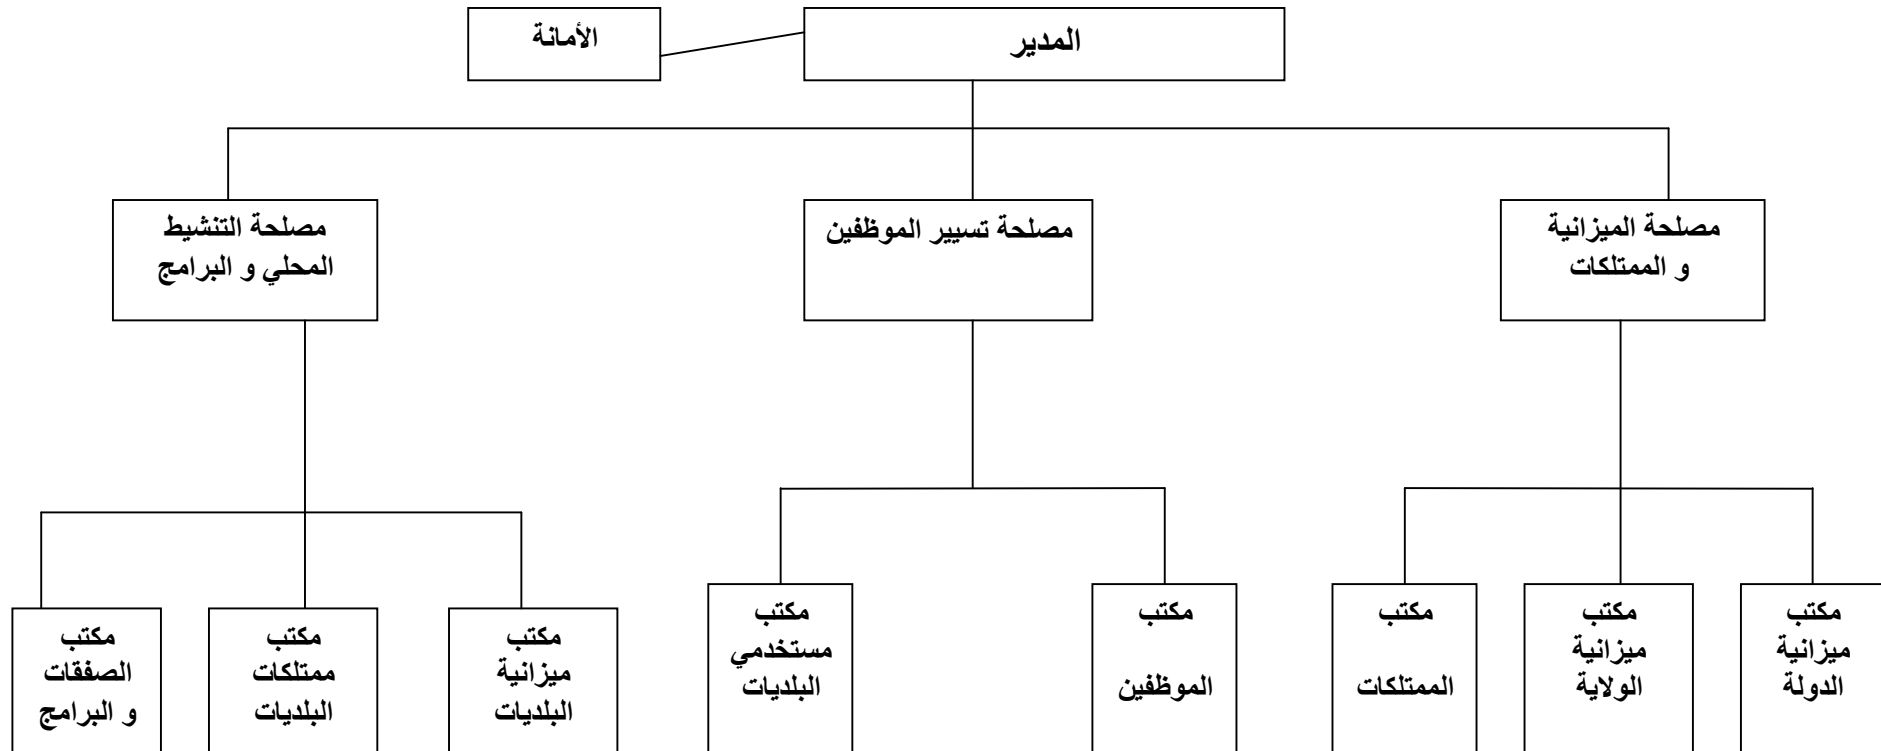 المدير
الأمانة
مصلحة الميزانية
و الممتلكات
مصلحة تسيير الموظفين
مصلحة التنشيط
المحلي و البرامج
مكتب
ميزانية
الدولة
مكتب
ميزانية
الولاية
مكتب
الممتلكات
مكتب
الموظفين
مكتب
مستخدمي
البلديات
مكتب
ميزانية
البلديات
مكتب
ممتلكات
البلديات
مكتب
الصفقات
و البرامج